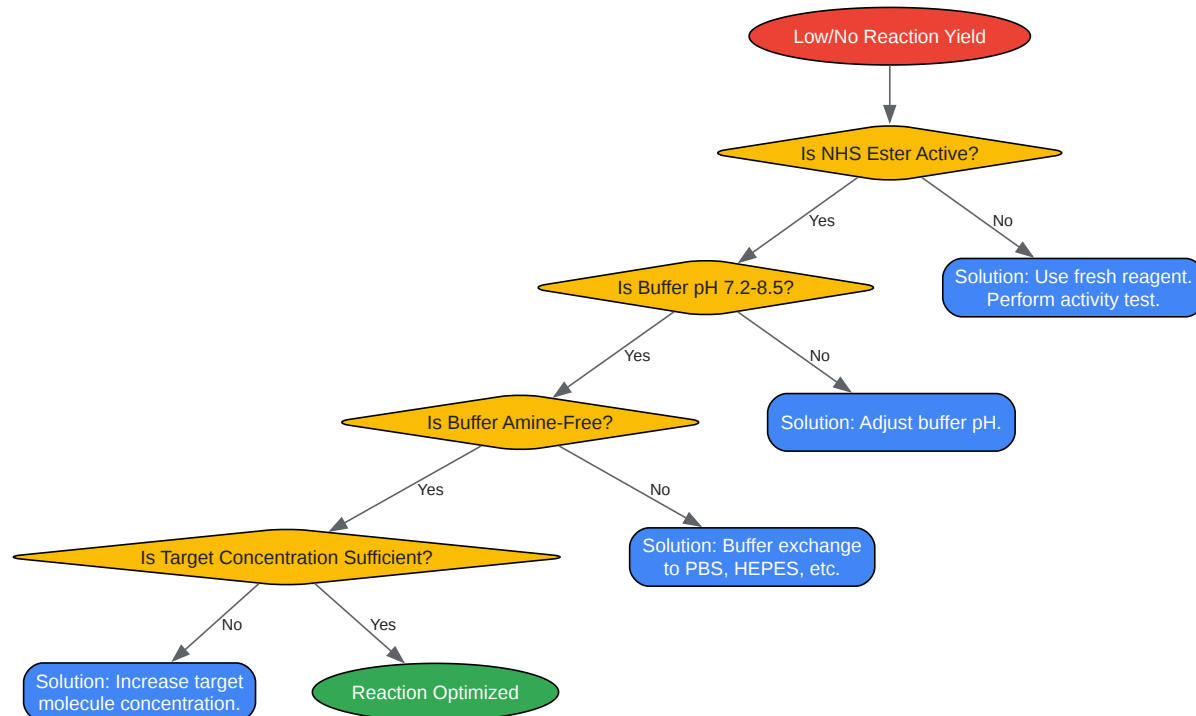 Low/No Reaction Yield
Is NHS Ester Active?
Yes
No
Solution: Use fresh reagent.
Perform activity test.
Is Buffer pH 7.2-8.5?
Yes
No
Solution: Adjust buffer pH.
Is Buffer Amine-Free?
Yes
No
Solution: Buffer exchange
to PBS, HEPES, etc.
Is Target Concentration Sufficient?
No
Yes
Solution: Increase target
molecule concentration.
Reaction Optimized